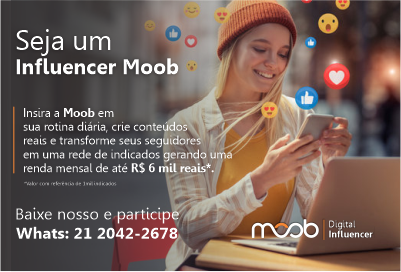 Seja um
Influencer Moob
Insira a Moob em
sua rotina diária, crie conteúdos
reais e transforme seus seguidores
em uma rede de indicados gerando uma
renda mensal de até R$ 6 mil reais*.
*Valor com referência de 1mil indicados
Baixe nosso e participe
Whats: 21 2042-2678
moob
Digital
Influencer